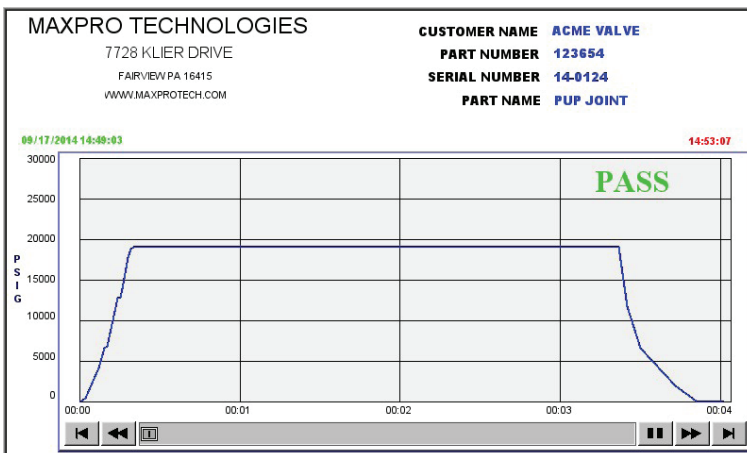 MAXPRO TECHNOLOGIES
7728 KLIER DRIVE
FAIRVIEW PA 16415
WWW.MAXPROTECH.COM
CUSTOMER NAME ACME VALVE
PART NUMBER 123654
SERIAL NUMBER 14-0124
PART NAME PUP JOINT
09/17/2014 14:49:03
14:53:07
PASS
30000
25000
20000
15000
10000
5000
0
PSIG
00:00 00:01 00:02 00:03 00:04